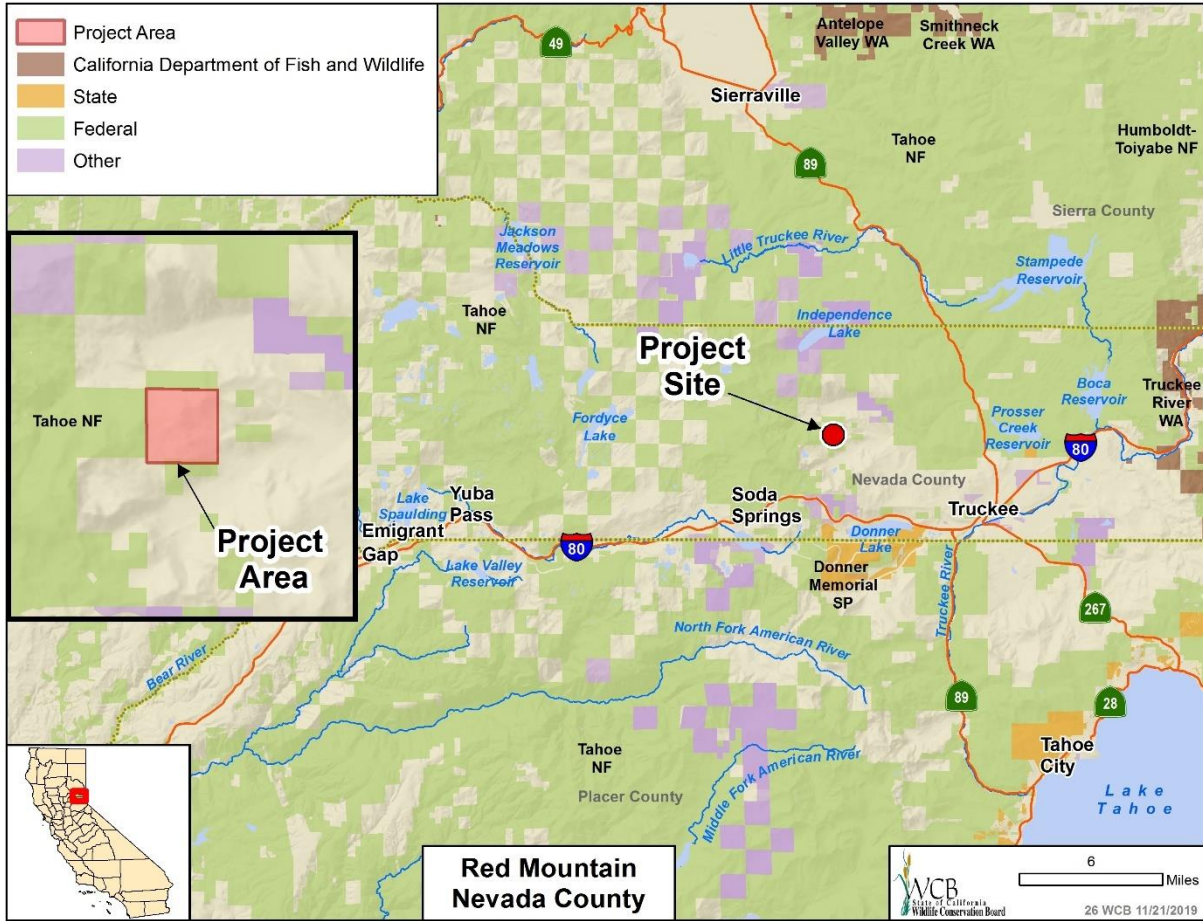 Project Area
California Department of Fish and Wildlife
State
Federal
Other
49
Antelope
Valley WA
Smithneck
Creek WA
Sierraville
89
Tahoe
NF
Humboldt-
Toiyabe NF
Sierra County
Jackson
Meadows
Reservoir
Little Truckee River
Stampede
Reservoir
Tahoe
NF
Independence
Lake
Project
Site
Boca
Reservoir
Truckee
River
WA
Prosser
Creek
Reservoir
80
Fordyce
Lake
Nevada County
Tahoe NF
Project
Area
Lake
Spaulding
Yuba
Pass
Emigrant
Gap
Soda
Springs
Truckee
80
Donner
Lake
Lake Valley
Reservoir
Donner
Memorial
SP
Truckee River
267
North Fork American River
Bear River
89
28
Tahoe
NF
Tahoe
City
Placer County
Middle Fork American River
Lake
Tahoe
Red Mountain
Nevada County
WCB
State of California
Wildlife Conservation Board
6
Miles
26 WCB 11/21/2019